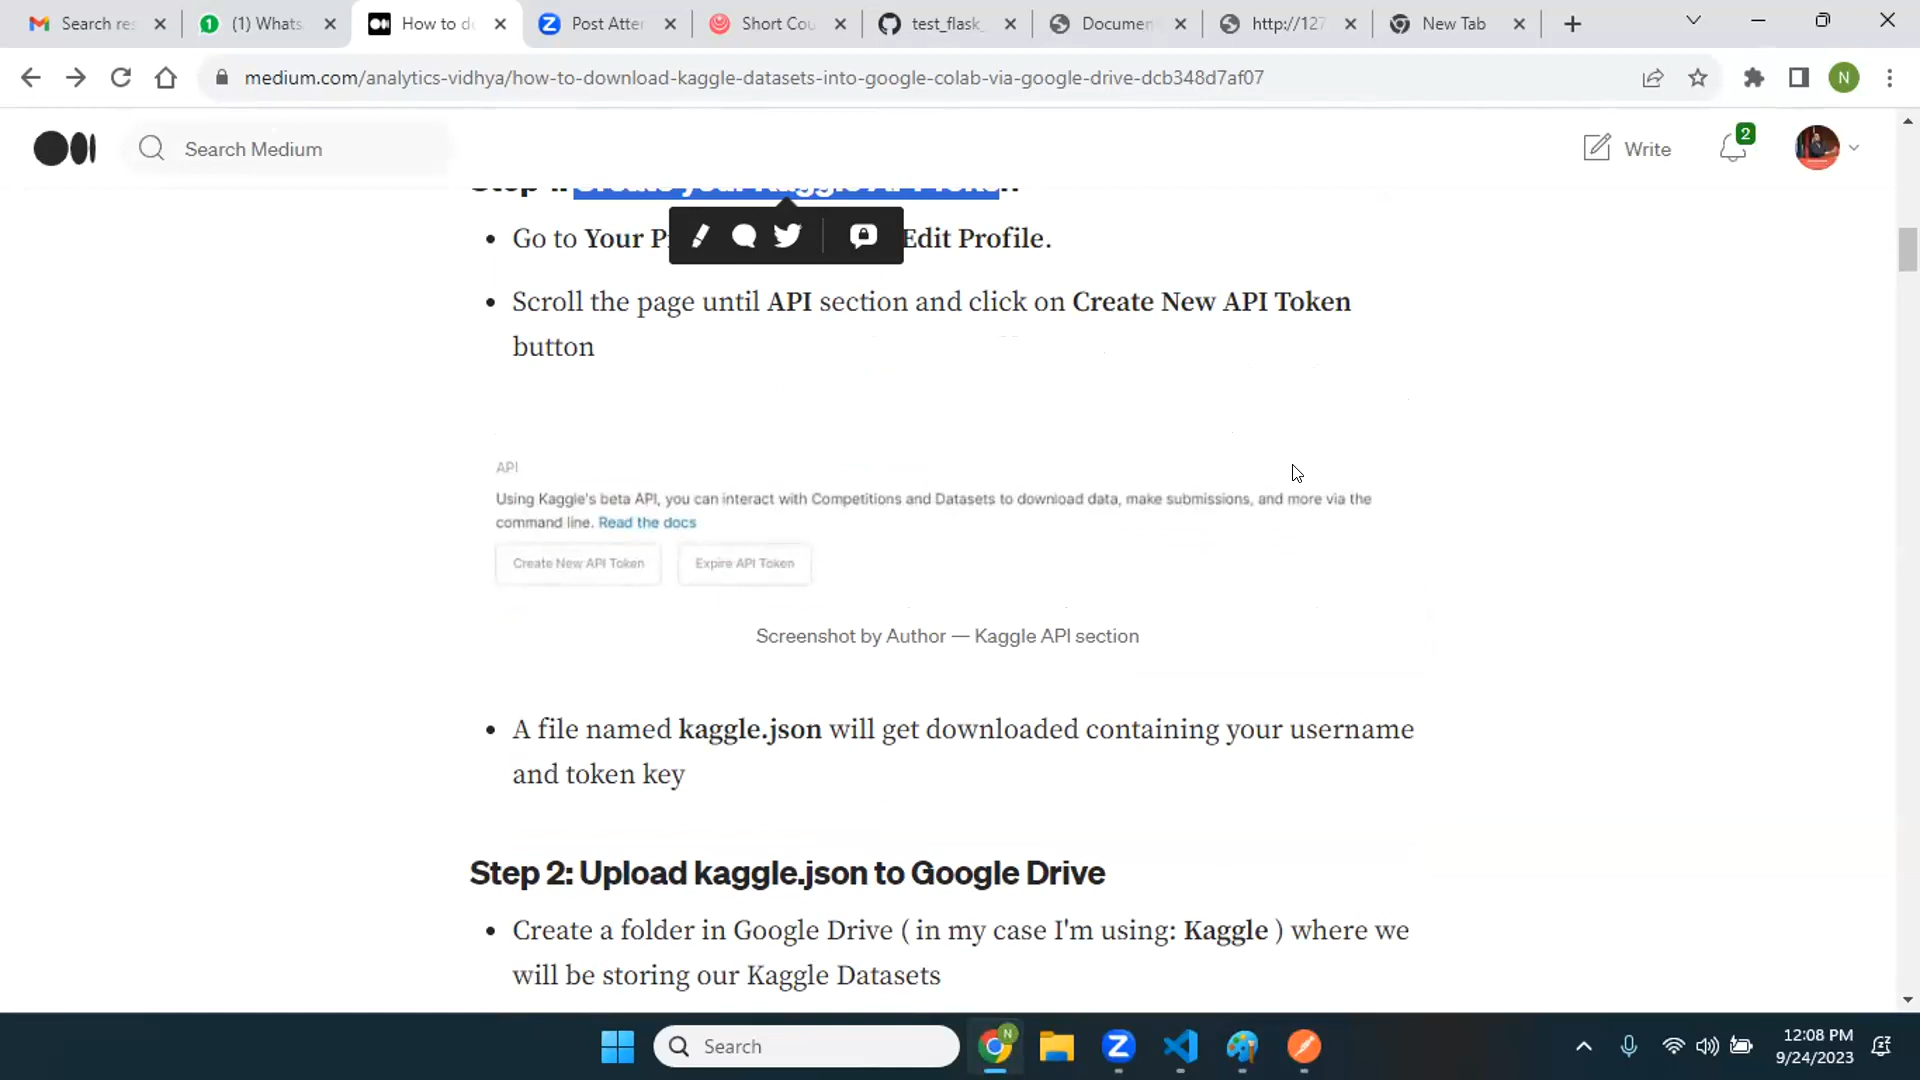 Search re
(1) Whats
How to d
Post Atter
Short Cou
test_flask_
Documen
http://127
New Tab
medium.com/analytics-vidhya/how-to-download-kaggle-datasets-into-google-colab-via-google-drive-dcb348d7af07
N
Search Medium
Write
2
Go to Your P Edit Profile.
Scroll the page until API section and click on Create New API Token
button
API
Using Kaggle's beta API, you can interact with Competitions and Datasets to download data, make submissions, and more via the
command line. Read the docs
Create New API Token
Expire API Token
Screenshot by Author — Kaggle API section
A file named kaggle.json will get downloaded containing your username
and token key
Step 2: Upload kaggle.json to Google Drive
Create a folder in Google Drive ( in my case I'm using: Kaggle ) where we
will be storing our Kaggle Datasets
Search
N
12:08 PM
9/24/2023